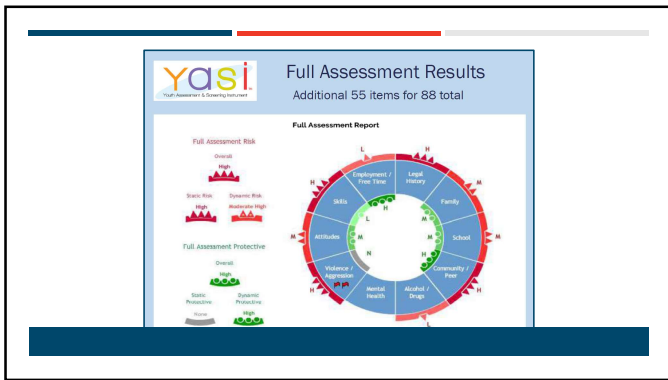 yasi
Youth Assessment & Screening Instrument
Full Assessment Results
Additional 55 items for 88 total
Full Assessment Report
Full Assessment Risk
Overall
High
Static Risk
High
Dynamic Risk
Moderate High
Full Assessment Protective
Overall
High
Static
Protective
None
Dynamic
Protective
High
L
H
H
Employment /
Free Time
Legal
History
M
Skills
Family
H
L
M
M
Attitudes
M
M
School
M
N
H
Violence /
Aggression
Community /
Peer
H
H
Mental
Health
Alcohol /
Drugs
L